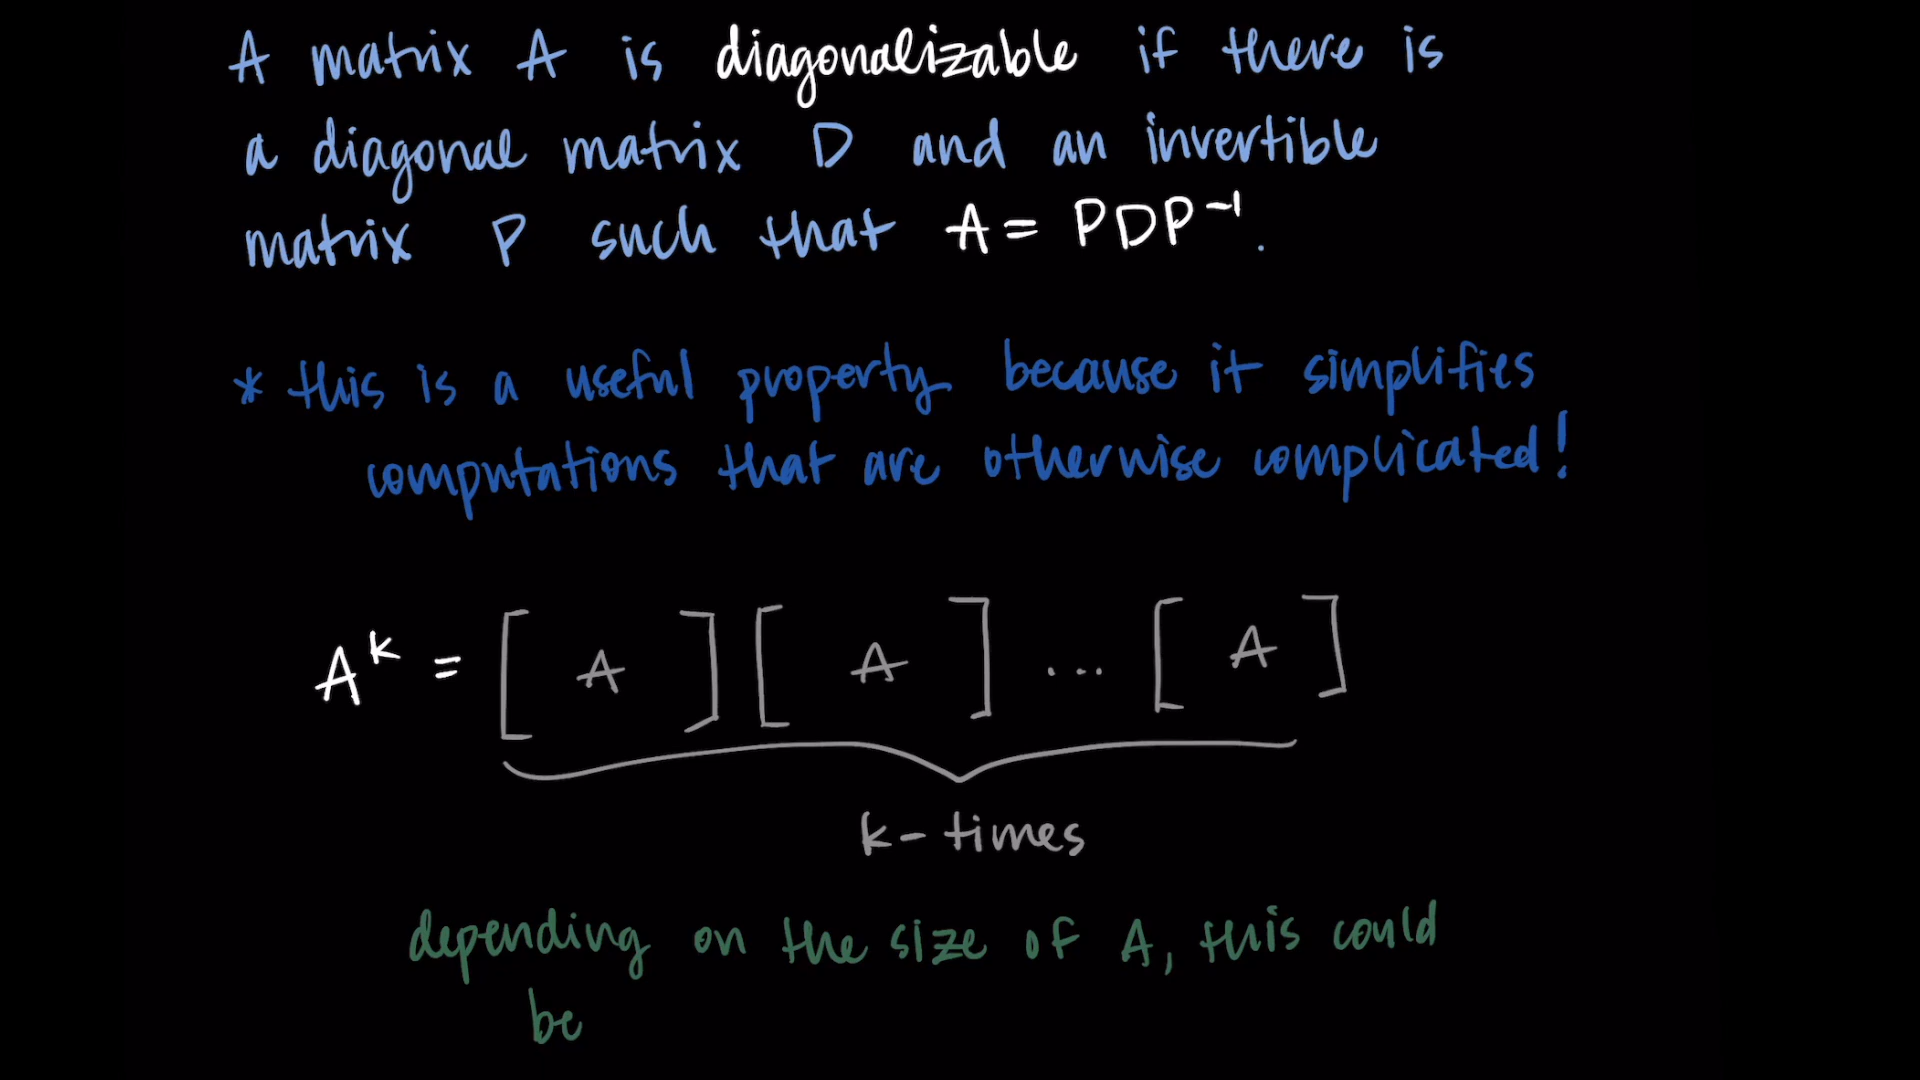 A matrix A is diagonalizable if there is
a diagonal matrix D and an invertible
matrix P such that A = PDP⁻¹.
* this is a useful property because it simplifies
computations that are otherwise complicated!
Aᵏ = [ A ] [ A ] ... [ A ]
k-times
depending on the size of A, this could
be